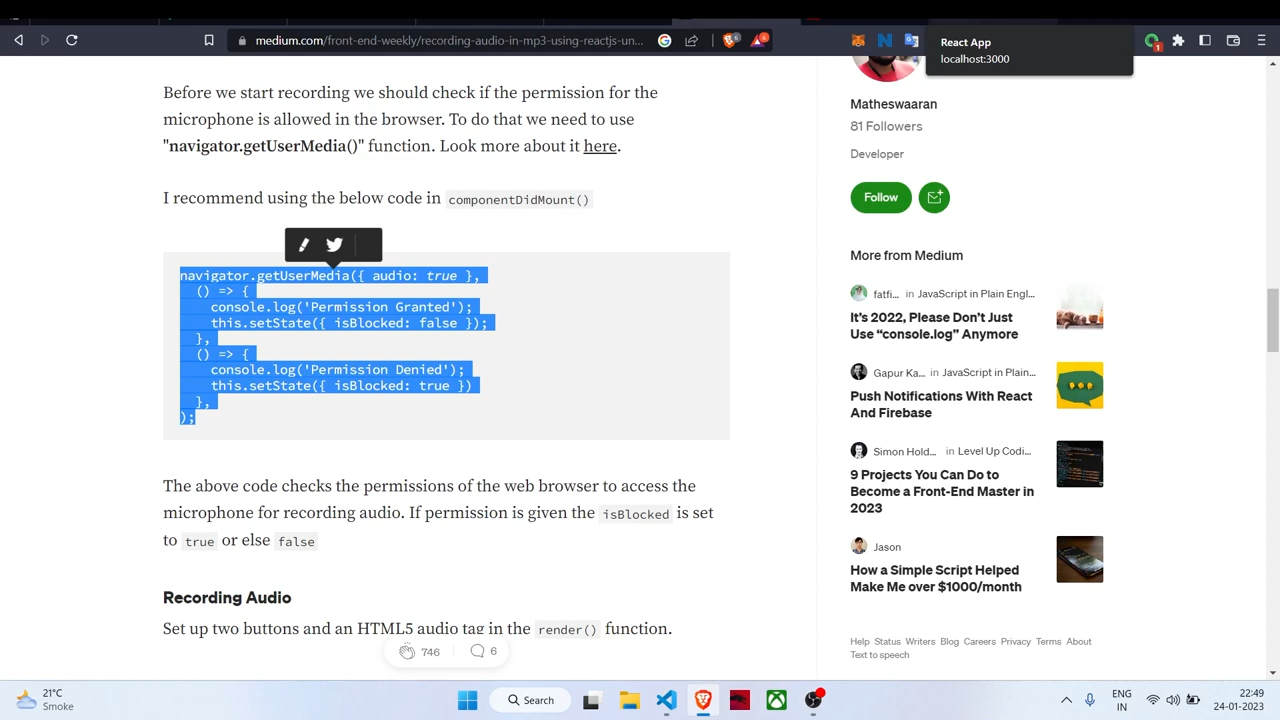 medium.com/front-end-weekly/recording-audio-in-mp3-using-reactjs-un...
6
6
1
React App
localhost:3000
Before we start recording we should check if the permission for the
microphone is allowed in the browser. To do that we need to use
"navigator.getUserMedia()" function. Look more about it here.
I recommend using the below code in componentDidMount()
navigator.getUserMedia({ audio: true },
() => {
console.log('Permission Granted');
this.setState({ isBlocked: false });
},
() => {
console.log('Permission Denied');
this.setState({ isBlocked: true })
},
);
The above code checks the permissions of the web browser to access the
microphone for recording audio. If permission is given the isBlocked is set
to true or else false
Recording Audio
Set up two buttons and an HTML5 audio tag in the render() function.
746 6
Matheswaaran
81 Followers
Developer
Follow
More from Medium
fatfi... in JavaScript in Plain Engl...
It's 2022, Please Don't Just
Use “console.log” Anymore
Gapur Ka... in JavaScript in Plain...
Push Notifications With React
And Firebase
Simon Hold... in Level Up Codi...
9 Projects You Can Do to
Become a Front-End Master in
2023
Jason
How a Simple Script Helped
Make Me over $1000/month
Help Status Writers Blog Careers Privacy Terms About
Text to speech
21°C
Smoke
Search
ENG
IN
22:49
24-01-2023